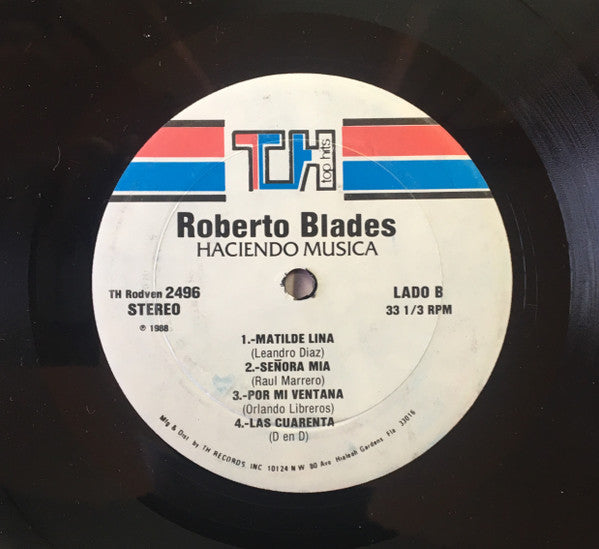 TH
top hits
Roberto Blades
HACIENDO MUSICA
TH Rodven 2496
STEREO
℗ 1988
LADO B
33 1/3 RPM
1.-MATILDE LINA
(Leandro Diaz)
2.-SEÑORA MIA
(Raul Marrero)
3.-POR MI VENTANA
(Orlando Libreros)
4.-LAS CUARENTA
(D en D)
Mfg & Dist. by TH RECORDS, INC 10124 N W 80 Ave Hialeah Gardens Fla 33016